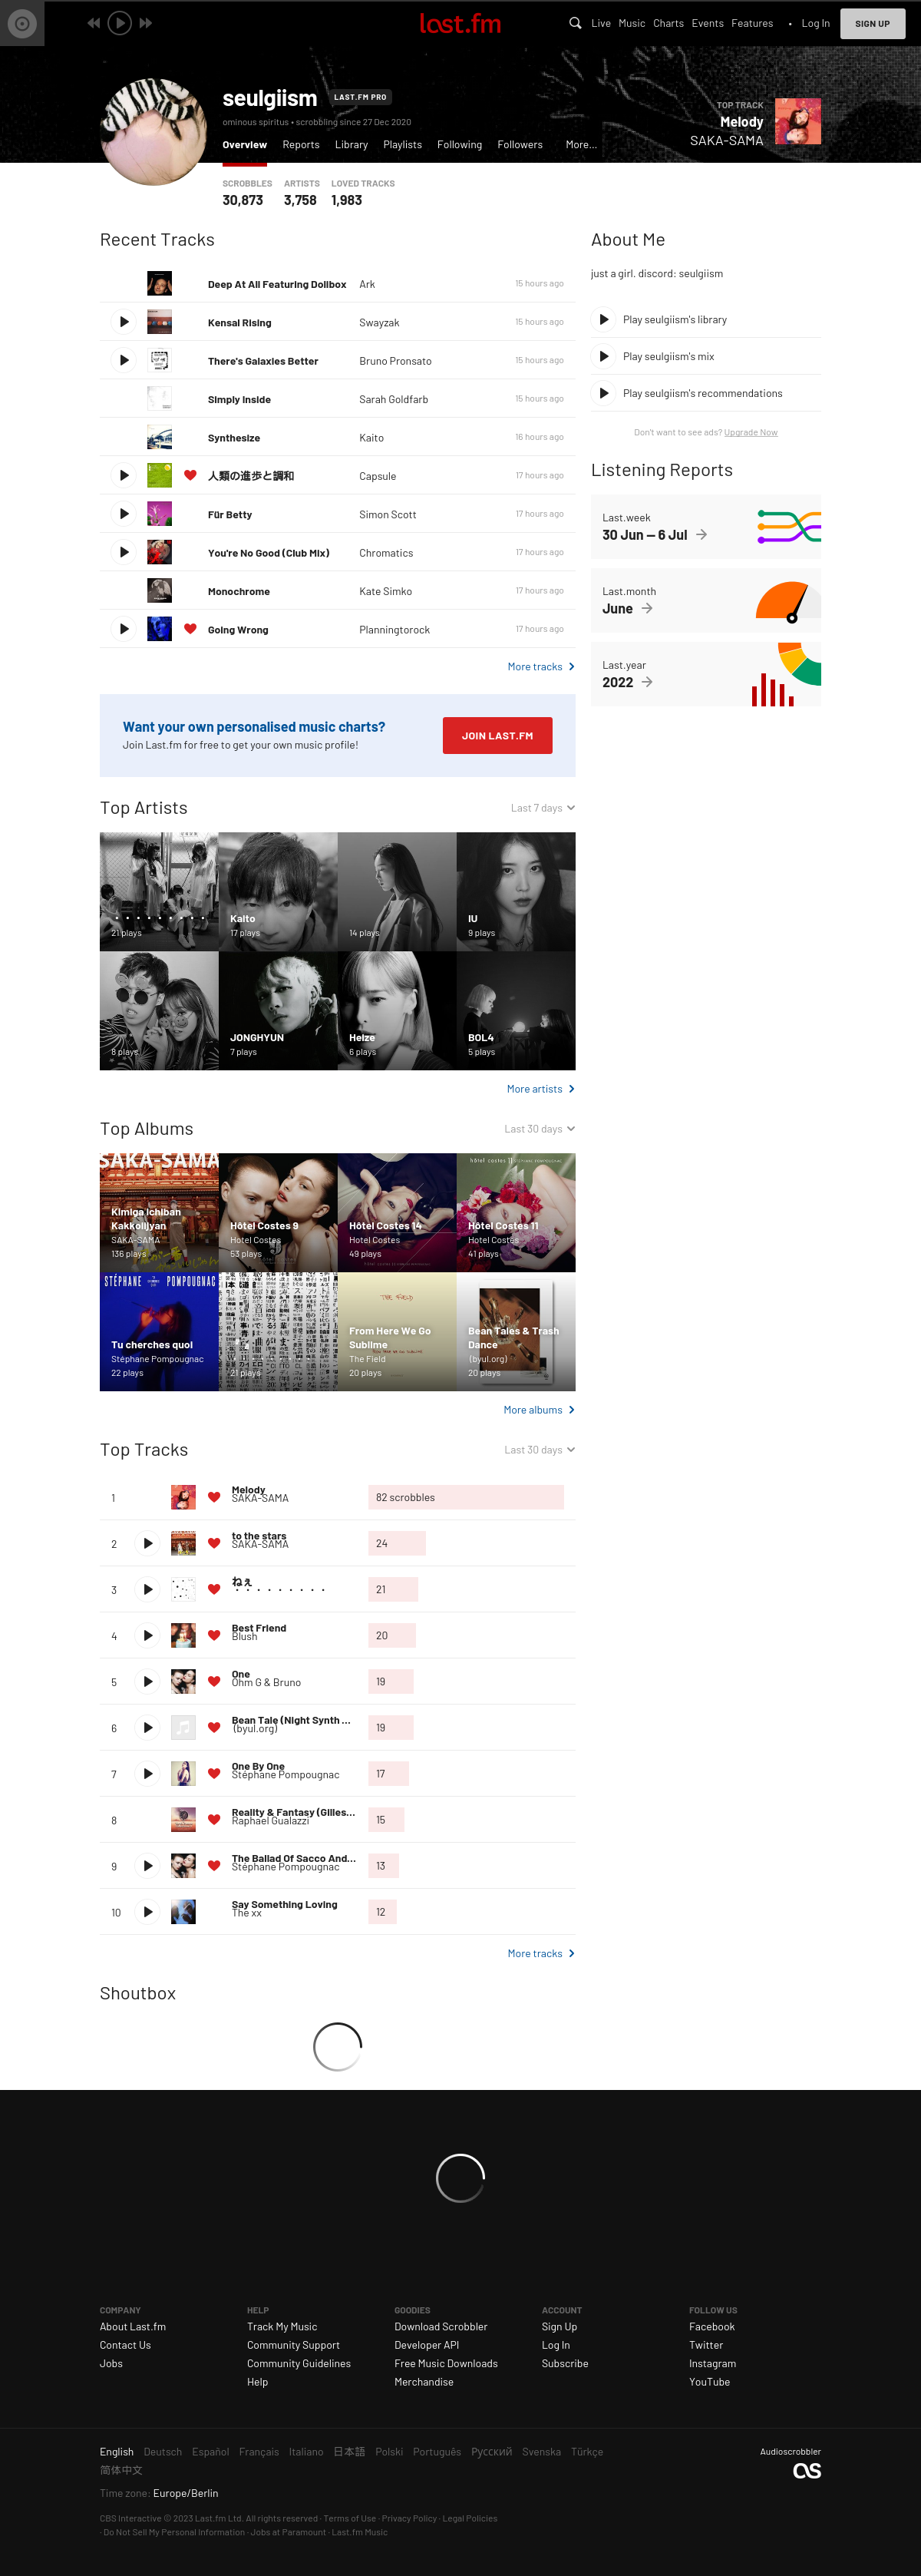 last.fm
Live Music Charts Events Features • Log In SIGN UP
seulgiism LAST.FM PRO
ominous spiritus • scrobbling since 27 Dec 2020
Overview Reports Library Playlists Following Followers More...
TOP TRACK
Melody
SAKA-SAMA
SCROBBLES ARTISTS LOVED TRACKS
30,873 3,758 1,983
Recent Tracks
Deep At All Featuring Dollbox Ark 15 hours ago
Kensal Rising Swayzak 15 hours ago
There's Galaxies Better Bruno Pronsato 15 hours ago
Simply Inside Sarah Goldfarb 15 hours ago
Synthesize Kaito 16 hours ago
人類の進歩と調和 Capsule 17 hours ago
Für Betty Simon Scott 17 hours ago
You're No Good (Club Mix) Chromatics 17 hours ago
Monochrome Kate Simko 17 hours ago
Going Wrong Planningtorock 17 hours ago
More tracks
Want your own personalised music charts?
Join Last.fm for free to get your own music profile!
JOIN LAST.FM
About Me
just a girl. discord: seulgiism
Play seulgiism's library
Play seulgiism's mix
Play seulgiism's recommendations
Don't want to see ads? Upgrade Now
Listening Reports
Last.week
30 Jun — 6 Jul
Last.month
June
Last.year
2022
Top Artists Last 7 days
・・・・・・・・・
21 plays
Kaito
17 plays
14 plays
IU
9 plays
8 plays
JONGHYUN
7 plays
Heize
6 plays
BOL4
5 plays
More artists
Top Albums Last 30 days
SAKA-SAMA
Kimiga Ichiban
Kakkoiijyan
SAKA-SAMA
136 plays
Hôtel Costes 9
Hotel Costes
53 plays
Hôtel Costes 14
Hotel Costes
49 plays
hôtel costes 11
Hôtel Costes 11
Hotel Costes
41 plays
STÉPHANE POMPOUGNAC
Tu cherches quoi
Stéphane Pompougnac
22 plays
21 plays
THE FIELD
From Here We Go
Sublime
The Field
20 plays
Bean Tales & Trash
Dance
(byul.org)
20 plays
More albums
Top Tracks Last 30 days
1 Melody
SAKA-SAMA
82 scrobbles
2 to the stars
SAKA-SAMA
24
3 ねぇ
・・・・・・・・・
21
4 Best Friend
Blush
20
5 One
Ohm G & Bruno
19
6 Bean Tale (Night Synth ...
(byul.org)
19
7 One By One
Stéphane Pompougnac
17
8 Reality & Fantasy (Gilles...
Raphael Gualazzi
15
9 The Ballad Of Sacco And...
Stéphane Pompougnac
13
10 Say Something Loving
The xx
12
More tracks
Shoutbox
COMPANY
About Last.fm
Contact Us
Jobs
HELP
Track My Music
Community Support
Community Guidelines
Help
GOODIES
Download Scrobbler
Developer API
Free Music Downloads
Merchandise
ACCOUNT
Sign Up
Log In
Subscribe
FOLLOW US
Facebook
Twitter
Instagram
YouTube
English Deutsch Español Français Italiano 日本語 Polski Português Русский Svenska Türkçe
简体中文
Audioscrobbler
Time zone: Europe/Berlin
CBS Interactive © 2023 Last.fm Ltd. All rights reserved · Terms of Use · Privacy Policy · Legal Policies
· Do Not Sell My Personal Information · Jobs at Paramount · Last.fm Music